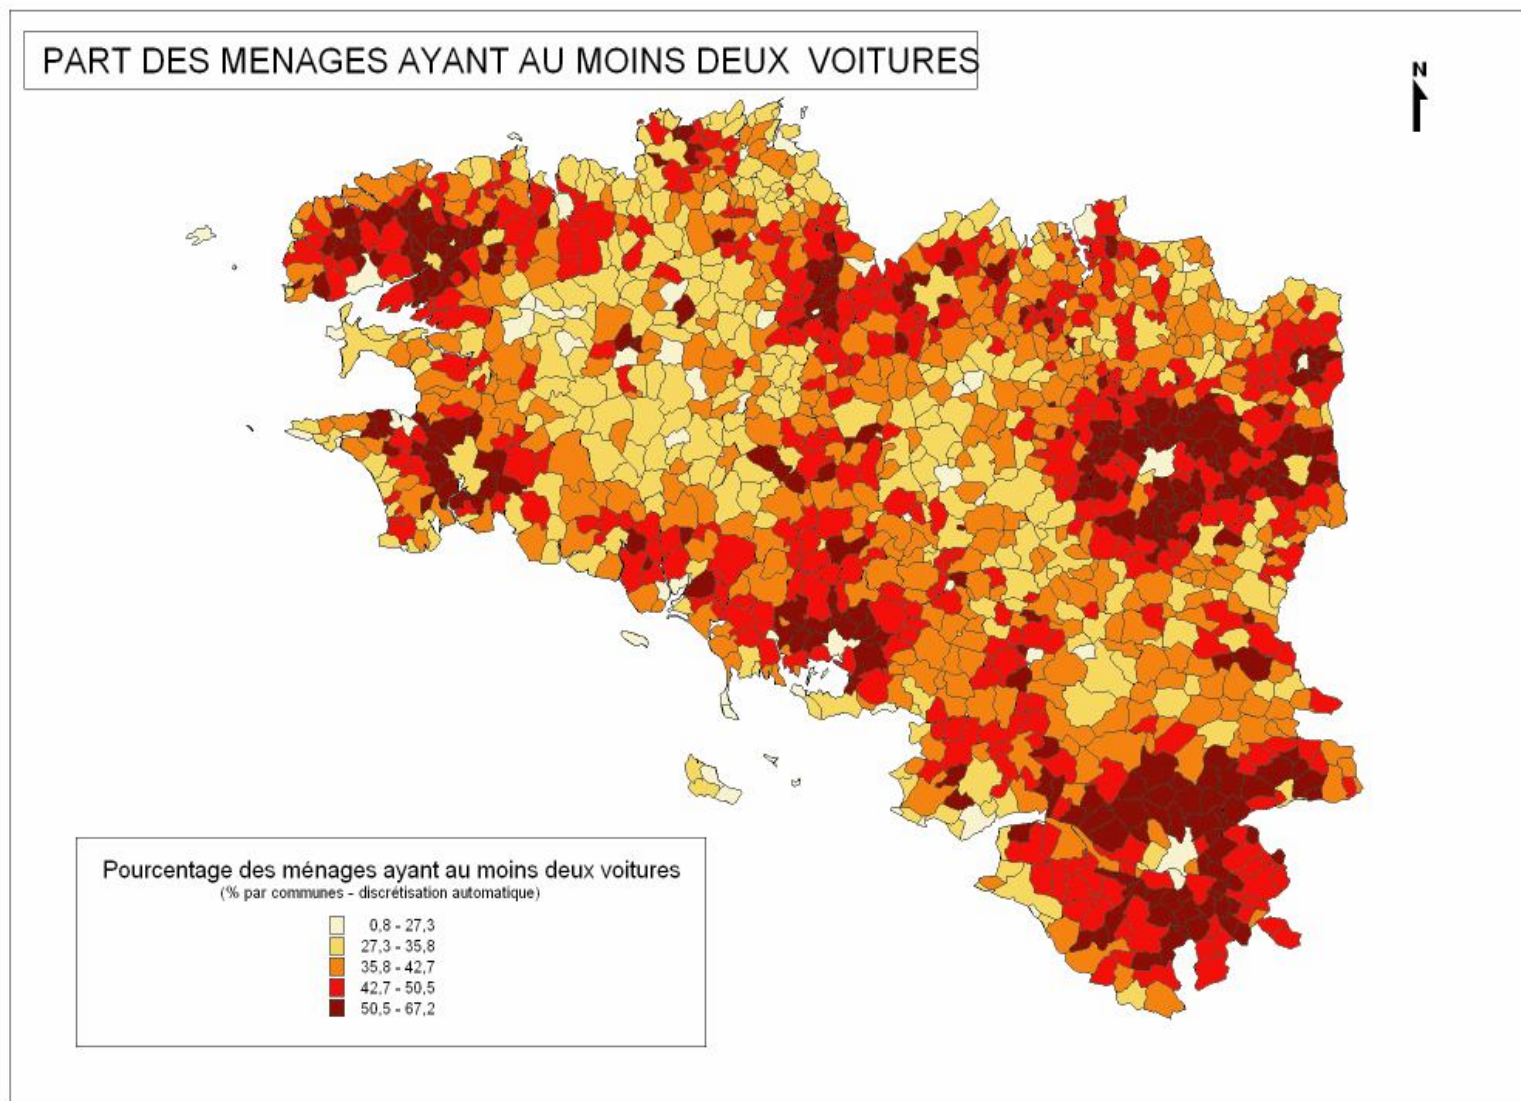 PART DES MENAGES AYANT AU MOINS DEUX VOITURES
N
Pourcentage des ménages ayant au moins deux voitures
(% par communes - discrétisation automatique)
0,8 - 27,3
27,3 - 35,8
35,8 - 42,7
42,7 - 50,5
50,5 - 67,2